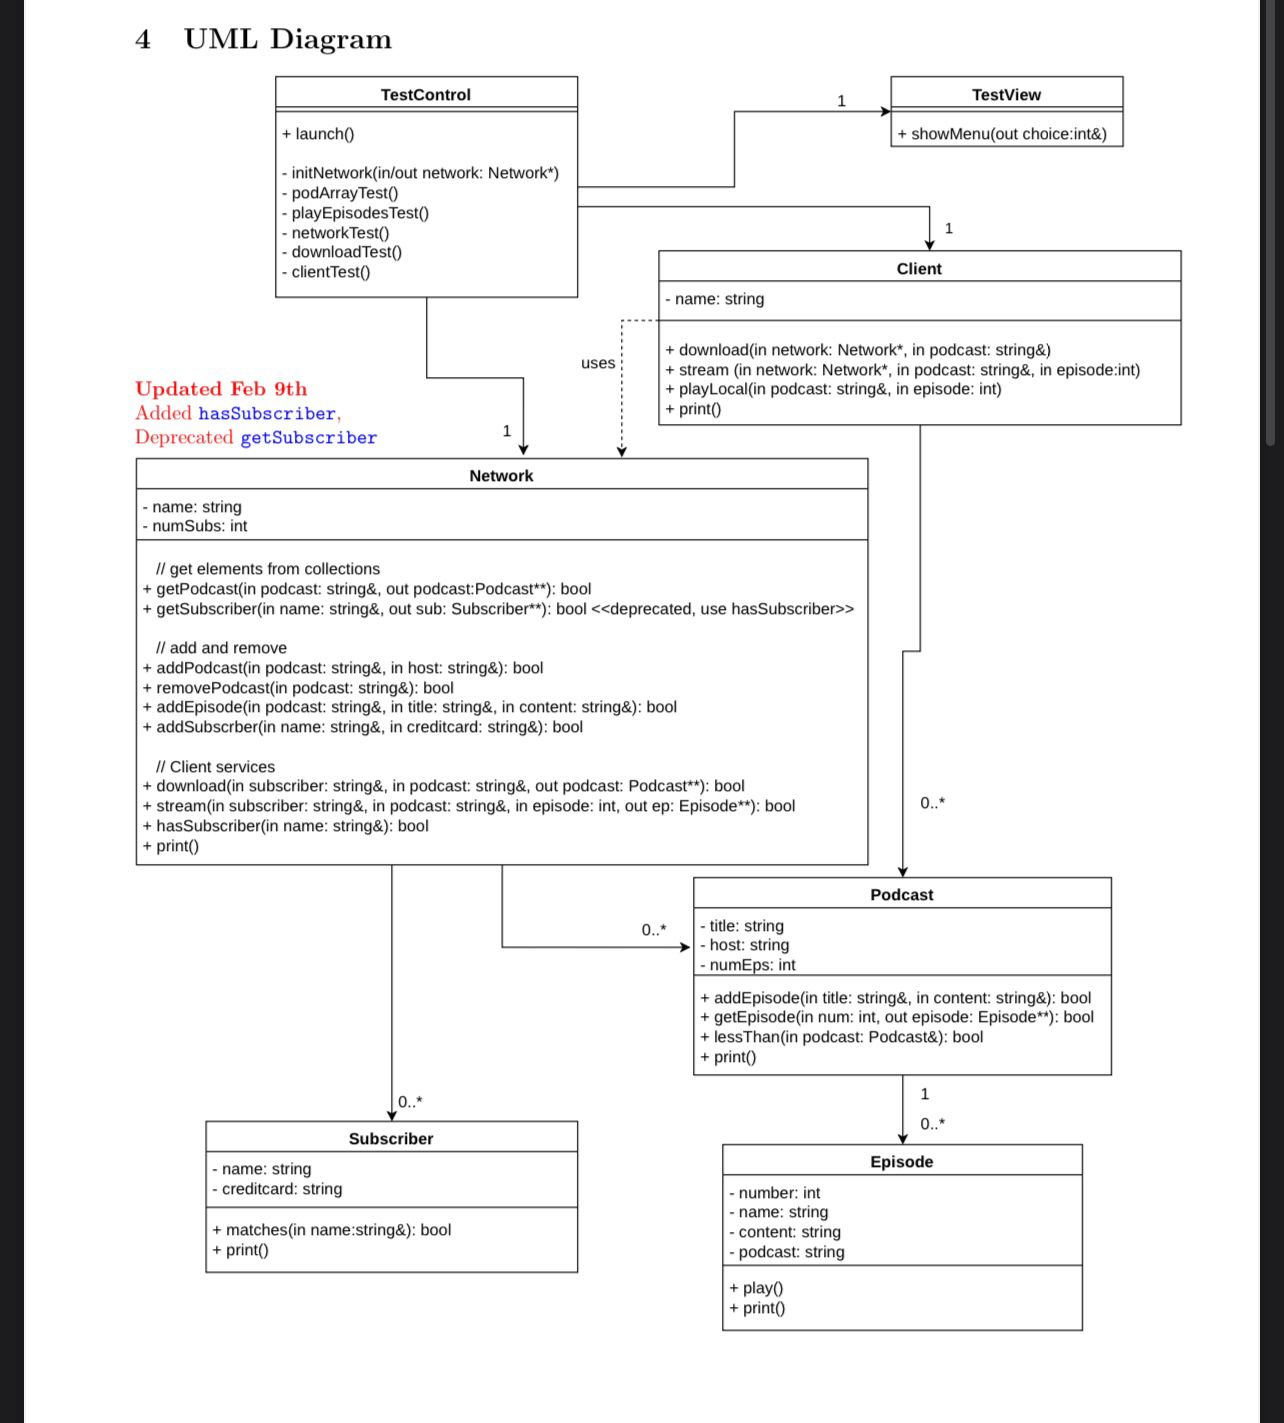 4 UML Diagram
TestControl
+ launch()
- initNetwork(in/out network: Network*)
- podArrayTest()
- playEpisodesTest()
- networkTest()
- downloadTest()
- clientTest()
1
TestView
+ showMenu(out choice:int&)
1
Client
- name: string
+ download(in network: Network*, in podcast: string&)
+ stream (in network: Network*, in podcast: string&, in episode:int)
+ playLocal(in podcast: string&, in episode: int)
+ print()
uses
Updated Feb 9th
Added hasSubscriber,
Deprecated getSubscriber
1
Network
- name: string
- numSubs: int
// get elements from collections
+ getPodcast(in podcast: string&, out podcast:Podcast**): bool
+ getSubscriber(in name: string&, out sub: Subscriber**): bool <<deprecated, use hasSubscriber>>
// add and remove
+ addPodcast(in podcast: string&, in host: string&): bool
+ removePodcast(in podcast: string&): bool
+ addEpisode(in podcast: string&, in title: string&, in content: string&): bool
+ addSubscrber(in name: string&, in creditcard: string&): bool
// Client services
+ download(in subscriber: string&, in podcast: string&, out podcast: Podcast**): bool
+ stream(in subscriber: string&, in podcast: string&, in episode: int, out ep: Episode**): bool
+ hasSubscriber(in name: string&): bool
+ print()
0..*
0..*
Podcast
- title: string
- host: string
- numEps: int
+ addEpisode(in title: string&, in content: string&): bool
+ getEpisode(in num: int, out episode: Episode**): bool
+ lessThan(in podcast: Podcast&): bool
+ print()
0..*
Subscriber
- name: string
- creditcard: string
+ matches(in name:string&): bool
+ print()
1
0..*
Episode
- number: int
- name: string
- content: string
- podcast: string
+ play()
+ print()